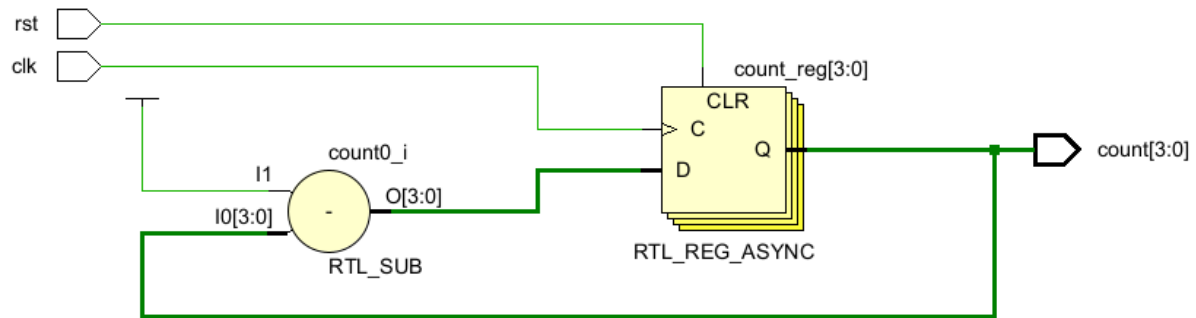 rst
clk
count_reg[3:0]
CLR
C
D
Q
count[3:0]
count0_i
I1
I0[3:0]
-
O[3:0]
RTL_SUB
RTL_REG_ASYNC